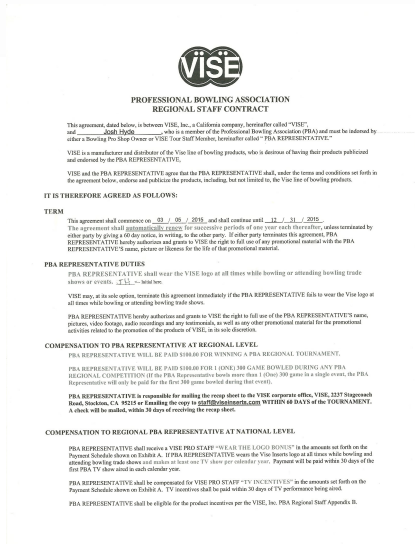 VISE
PROFESSIONAL BOWLING ASSOCIATION
REGIONAL STAFF CONTRACT
This agreement, dated below, is between VISE, Inc., a California company, hereinafter called "VISE",
and Josh Hyde, who is a member of the Professional Bowling Association (PBA) and must be indorsed by
either a Bowling Pro Shop Owner or VISE Tour Staff Member, hereinafter called " PBA REPRESENTATIVE."
VISE is a manufacturer and distributor of the Vise line of bowling products, who is desirous of having their products publicized
and endorsed by the PBA REPRESENTATIVE,
VISE and the PBA REPRESENTATIVE agree that the PBA REPRESENTATIVE shall, under the terms and conditions set forth in
the agreement below, endorse and publicize the products, including, but not limited to, the Vise line of bowling products.
IT IS THEREFORE AGREED AS FOLLOWS:
TERM
This agreement shall commence on 03 / 05 / 2015 and shall continue until 12 / 31 / 2015.
The agreement shall automatically renew for successive periods of one year each thereafter, unless terminated by
either party by giving a 60 day notice, in writing, to the other party. If either party terminates this agreement, PBA
REPRESENTATIVE hereby authorizes and grants to VISE the right to full use of any promotional material with the PBA
REPRESENTATIVE'S name, picture or likeness for the life of that promotional material.
PBA REPRESENTATIVE DUTIES
PBA REPRESENTATIVE shall wear the VISE logo at all times while bowling or attending bowling trade
shows or events. JH Initial here
VISE may, at its sole option, terminate this agreement immediately if the PBA REPRESENTATIVE fails to wear the Vise logo at
all times while bowling or attending bowling trade shows.
PBA REPRESENTATIVE hereby authorizes and grants to VISE the right to full use of the PBA REPRESENTATIVE'S name,
pictures, video footage, audio recordings and any testimonials, as well as any other promotional material for the promotional
activities related to the promotion of the products of VISE, in its sole discretion.
COMPENSATION TO PBA REPRESENTATIVE AT REGIONAL LEVEL
PBA REPRESENTATIVE WILL BE PAID $100.00 FOR WINNING A PBA REGIONAL TOURNAMENT.
PBA REPRESENTATIVE WILL BE PAID $100.00 FOR 1 (ONE) 300 GAME BOWLED DURING ANY PBA
REGIONAL COMPETITION (If the PBA Representative bowls more than 1 (One) 300 game in a single event, the PBA
Representative will only be paid for the first 300 game bowled during that event).
PBA REPRESENTATIVE is responsible for mailing the recap sheet to the VISE corporate office, VISE, 2237 Stagecoach
Road, Stockton, CA 95215 or Emailing the copy to staff@viseinserts.com WITHIN 60 DAYS of the TOURNAMENT.
A check will be mailed, within 30 days of receiving the recap sheet.
COMPENSATION TO REGIONAL PBA REPRESENTATIVE AT NATIONAL LEVEL
PBA REPRESENTATIVE shall receive a VISE PRO STAFF "WEAR THE LOGO BONUS" in the amounts set forth on the
Payment Schedule shown on Exhibit A. If PBA REPRESENTATIVE wears the Vise Inserts logo at all times while bowling and
attending bowling trade shows and makes at least one TV show per calendar year. Payment will be paid within 30 days of the
first PBA TV show aired in each calendar year.
PBA REPRESENTATIVE shall be compensated for VISE PRO STAFF "TV INCENTIVES" in the amounts set forth on the
Payment Schedule shown on Exhibit A. TV incentives shall be paid within 30 days of TV performance being aired.
PBA REPRESENTATIVE shall be eligible for the product incentives per the VISE, Inc. PBA Regional Staff Appendix B.